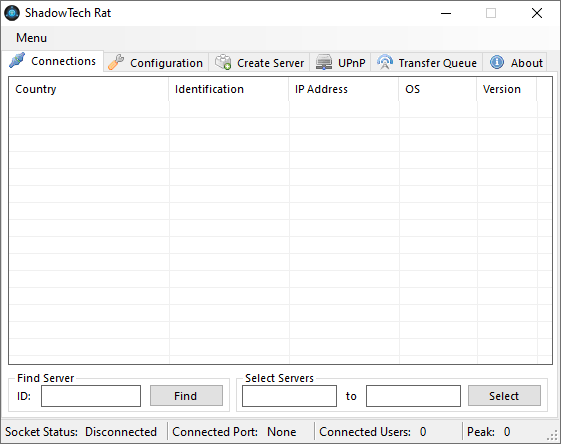 ShadowTech Rat
Menu
Connections Configuration Create Server UPnP Transfer Queue About
Country Identification IP Address OS Version
Find Server Select Servers
ID: Find to Select
Socket Status: Disconnected Connected Port: None Connected Users: 0 Peak: 0